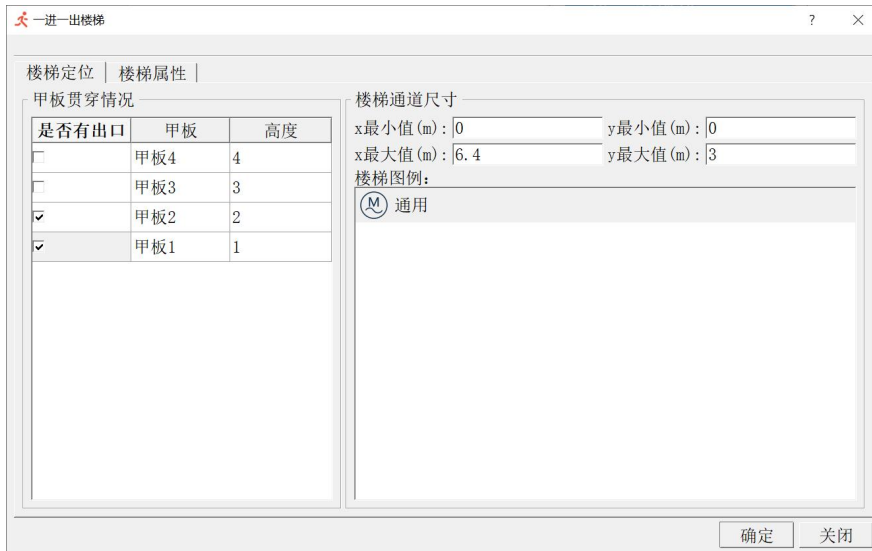 一进一出楼梯
?
楼梯定位 楼梯属性
甲板贯穿情况
是否有出口 甲板 高度
甲板4 4
甲板3 3
甲板2 2
甲板1 1
楼梯通道尺寸
x最小值(m): 0 y最小值(m): 0
x最大值(m): 6.4 y最大值(m): 3
楼梯图例:
M 通用
确定 关闭